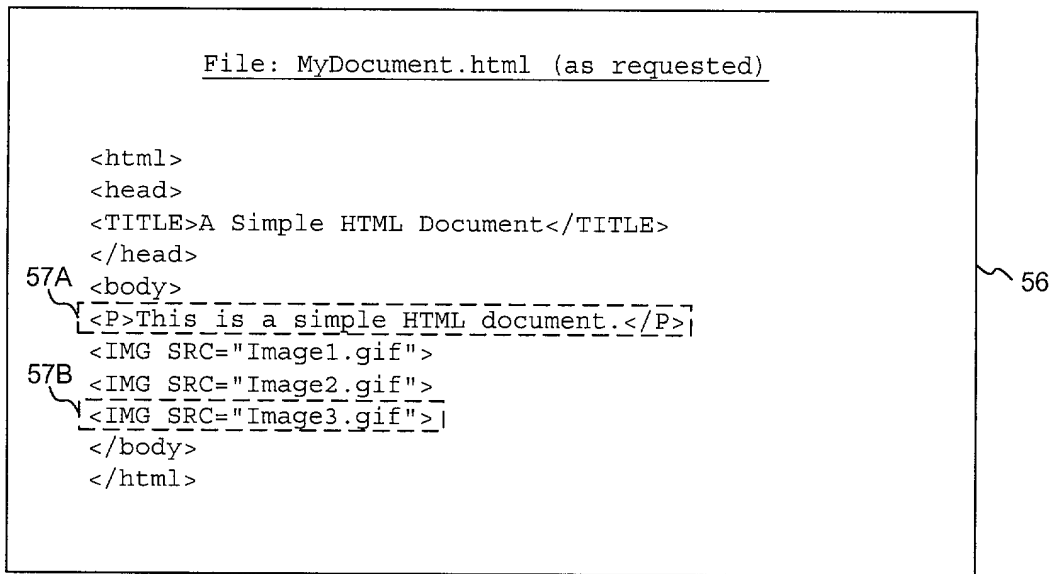 File: MyDocument.html (as requested)
<html>
<head>
<TITLE>A Simple HTML Document</TITLE>
</head>
57A
<body>
<P>This is a simple HTML document.</P>
<IMG SRC="Image1.gif">
57B
<IMG SRC="Image2.gif">
<IMG SRC="Image3.gif">
</body>
</html>
56